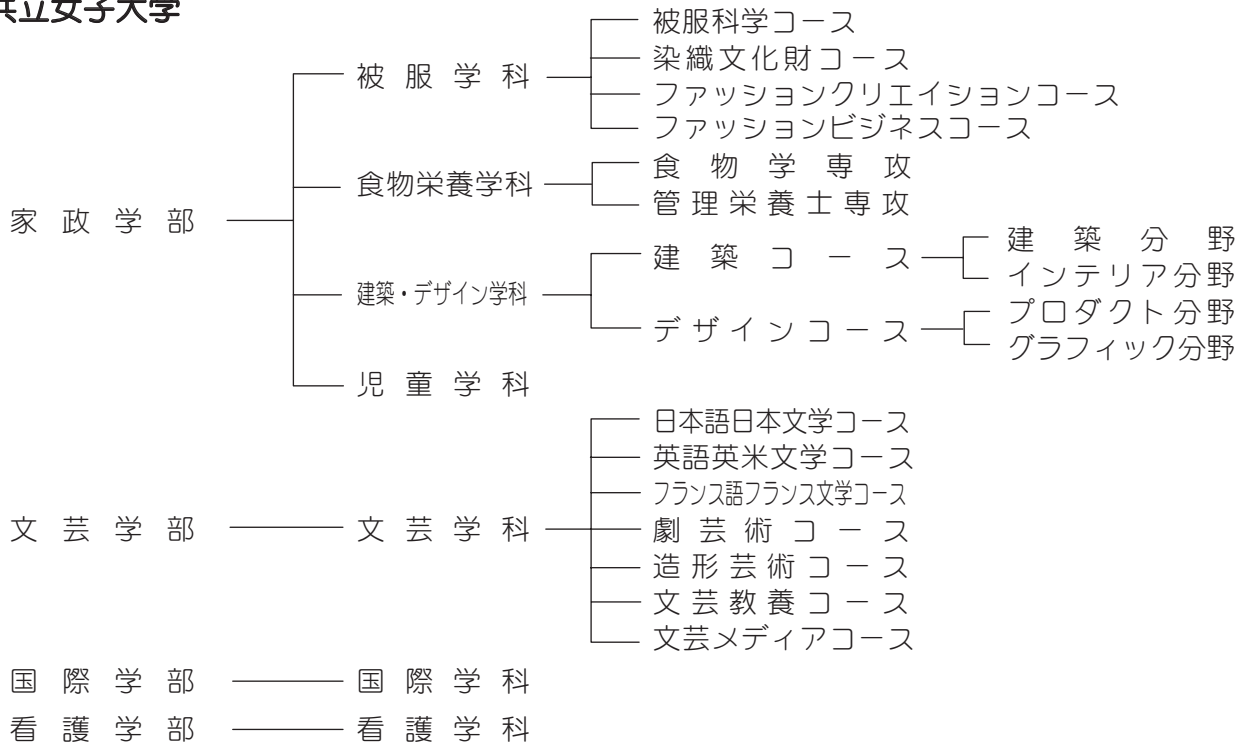 共立女子大学
家政学部
被服学科
被服科学コース
染織文化財コース
ファッションクリエイションコース
ファッションビジネスコース
食物栄養学科
食物学専攻
管理栄養士専攻
建築・デザイン学科
建築コース
建築分野
インテリア分野
デザインコース
プロダクト分野
グラフィック分野
児童学科
文芸学部
文芸学科
日本語日本文学コース
英語英米文学コース
フランス語フランス文学コース
劇芸術コース
造形芸術コース
文芸教養コース
文芸メディアコース
国際学部
国際学科
看護学部
看護学科